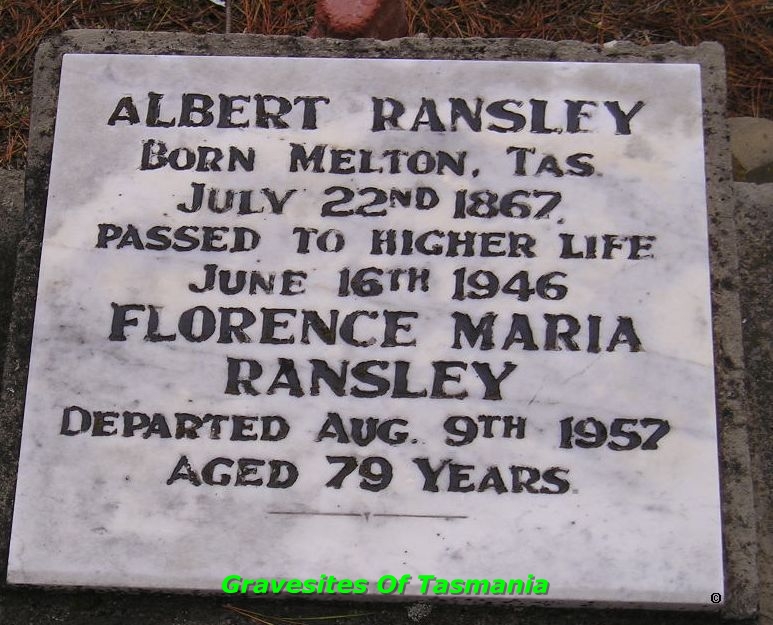 ALBERT RANSLEY
BORN MELTON, TAS.
JULY 22ND 1867.
PASSED TO HIGHER LIFE
JUNE 16TH 1946
FLORENCE MARIA
RANSLEY
DEPARTED AUG. 9TH 1957
AGED 79 YEARS.
Gravesites Of Tasmania
©